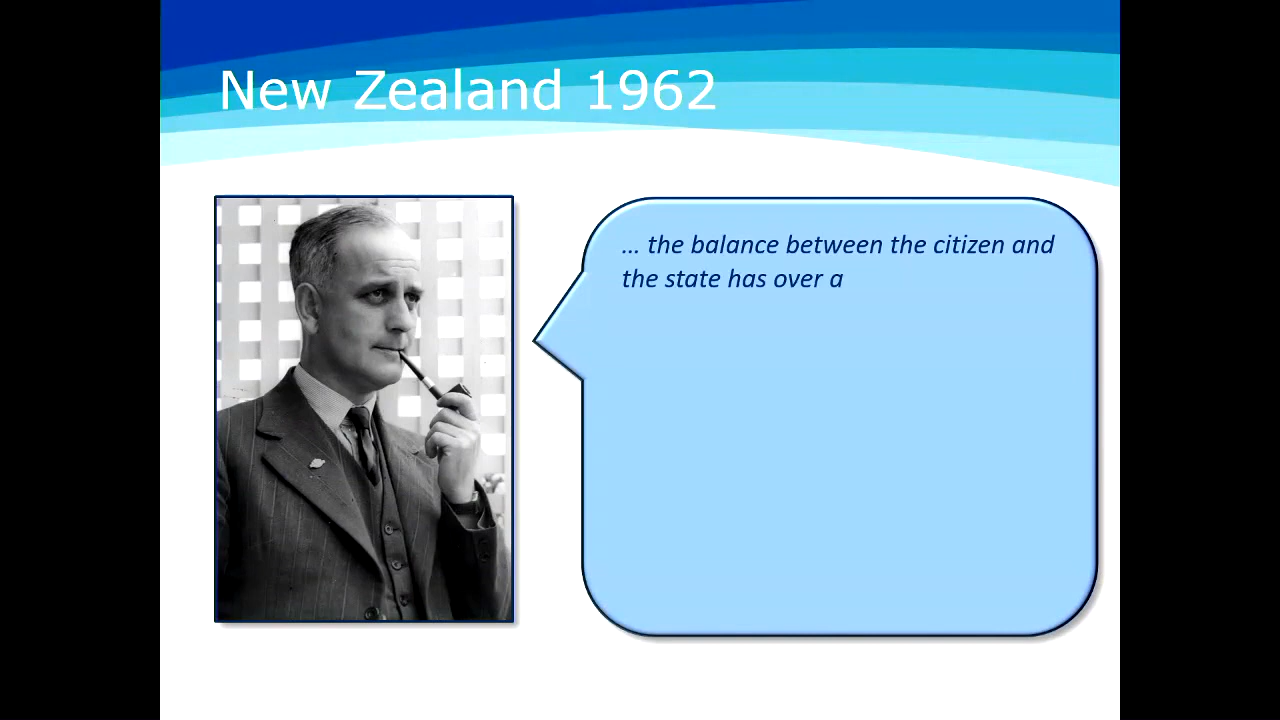 New Zealand 1962
… the balance between the citizen and
the state has over a